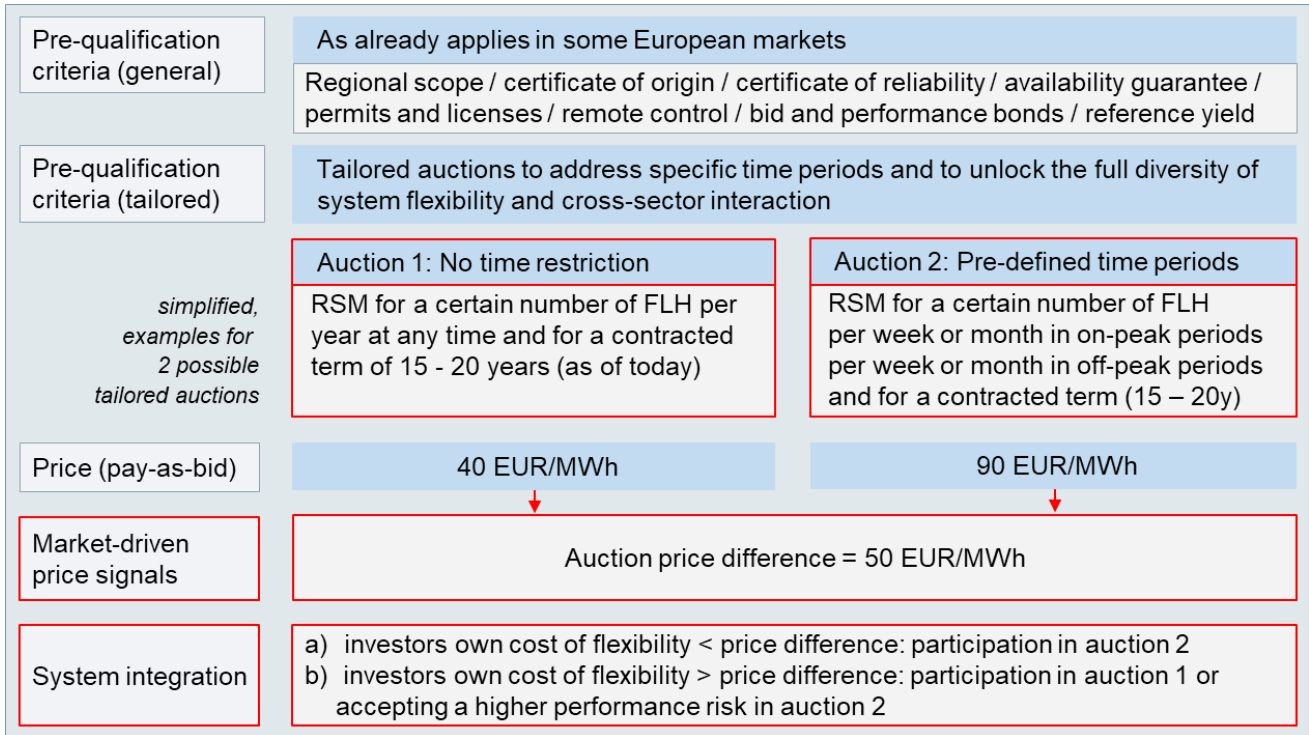 Pre-qualification
criteria (general)
As already applies in some European markets
Regional scope / certificate of origin / certificate of reliability / availability guarantee /
permits and licenses / remote control / bid and performance bonds / reference yield
Pre-qualification
criteria (tailored)
Tailored auctions to address specific time periods and to unlock the full diversity of
system flexibility and cross-sector interaction
simplified,
examples for
2 possible
tailored auctions
Auction 1: No time restriction
RSM for a certain number of FLH per
year at any time and for a contracted
term of 15 - 20 years (as of today)
Auction 2: Pre-defined time periods
RSM for a certain number of FLH
per week or month in on-peak periods
per week or month in off-peak periods
and for a contracted term (15 – 20y)
Price (pay-as-bid)
40 EUR/MWh
90 EUR/MWh
Market-driven
price signals
Auction price difference = 50 EUR/MWh
System integration
a) investors own cost of flexibility < price difference: participation in auction 2
b) investors own cost of flexibility > price difference: participation in auction 1 or
accepting a higher performance risk in auction 2